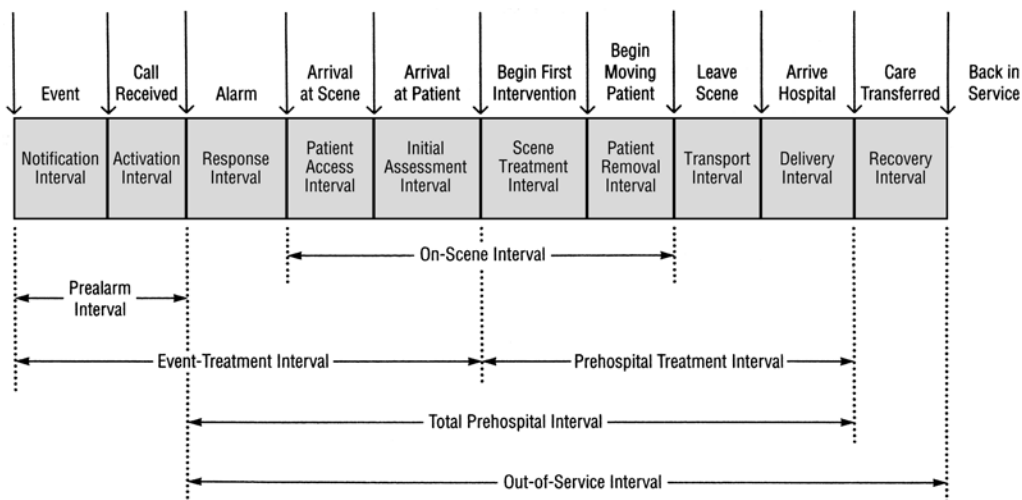 Event
Call
Received
Alarm
Arrival
at Scene
Arrival
at Patient
Begin First
Intervention
Begin
Moving
Patient
Leave
Scene
Arrive
Hospital
Care
Transferred
Back in
Service
Notification
Interval
Activation
Interval
Response
Interval
Patient
Access
Interval
Initial
Assessment
Interval
Scene
Treatment
Interval
Patient
Removal
Interval
Transport
Interval
Delivery
Interval
Recovery
Interval
On-Scene Interval
Prealarm
Interval
Event-Treatment Interval
Prehospital Treatment Interval
Total Prehospital Interval
Out-of-Service Interval